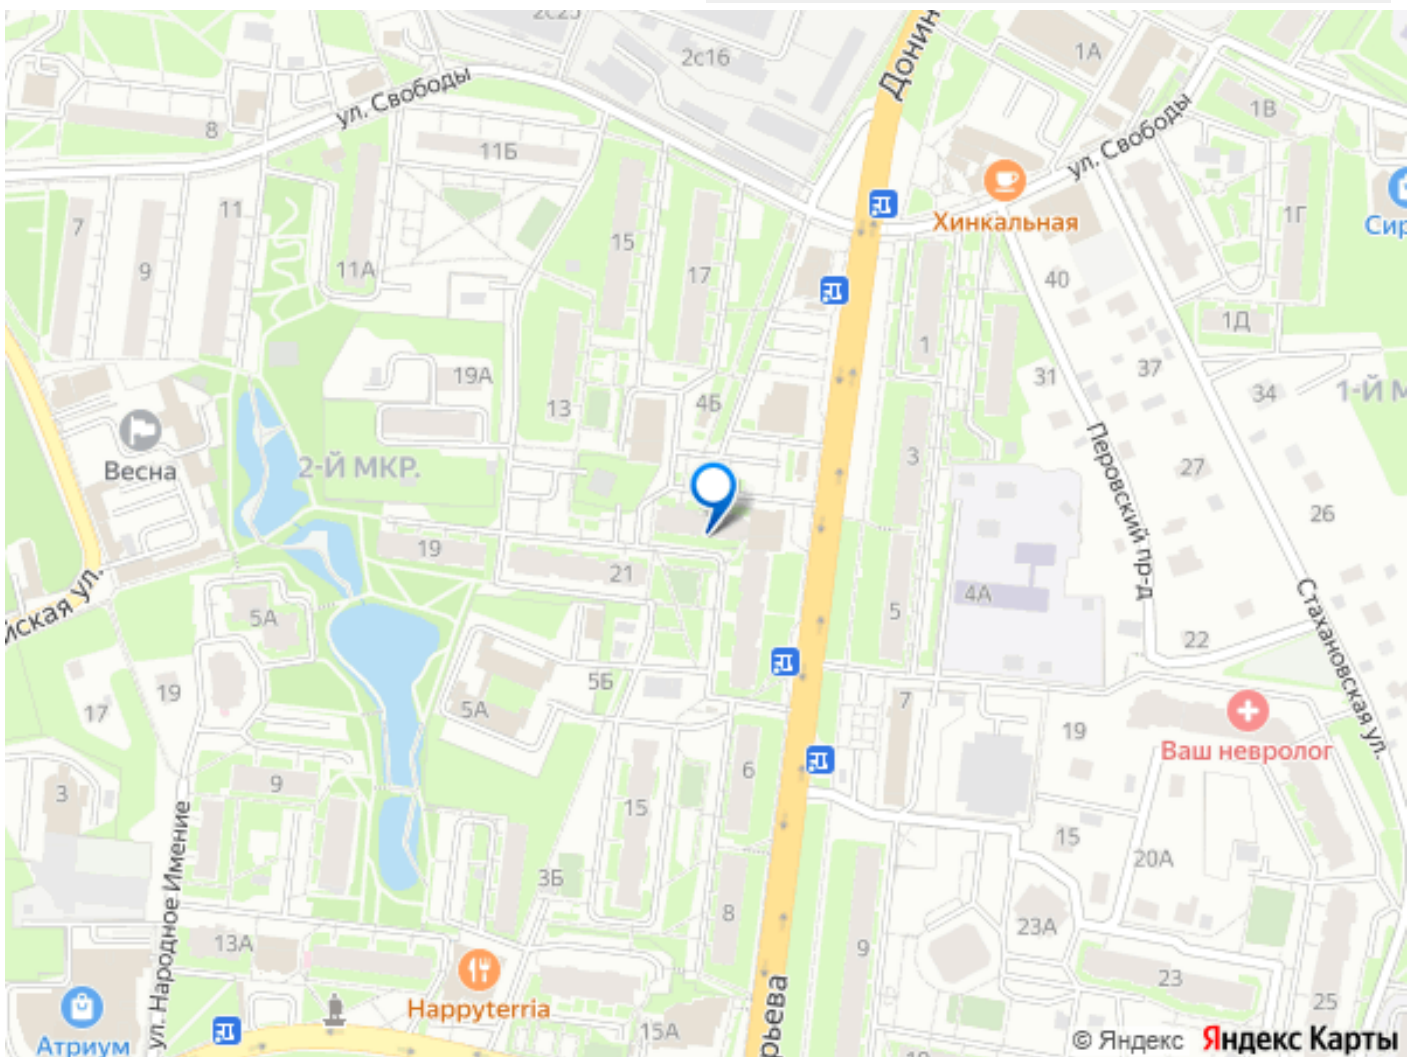 2с25
2с16
Донин
1А
ул. Свободы
8
11Б
1В
ул. Свободы
Хинкальная
1Г
Сир
7
11
9
11А
15
17
40
1Д
1
37
31
34
1-Й М
19А
13
4Б
Весна
2-Й МКР.
3
Перовский пр-д
27
26
19
21
5А
4А
5
йская ул.
Стахановская ул.
22
19
17
5А
5Б
7
19
Ваш невролог
6
3
9
15
ул. Народное Имение
15
20А
3Б
8
13А
9
23А
23
Happyterria
25
Атриум
15А
рьева
© Яндекс Яндекс Карты